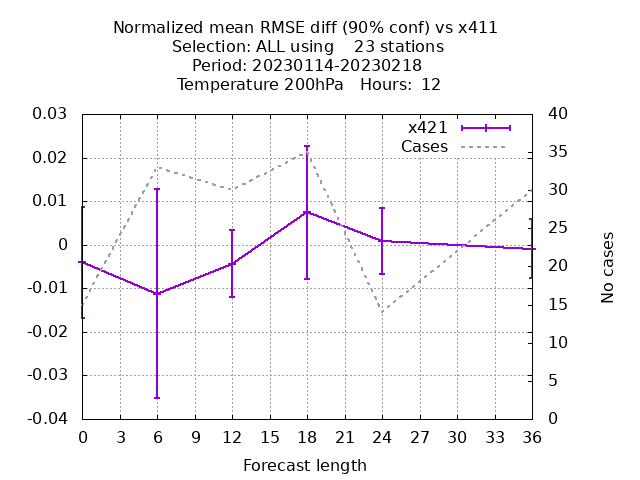 Normalized mean RMSE diff (90% conf) vs x411
Selection: ALL using    23 stations
Period: 20230114-20230218
Temperature 200hPa   Hours:  12
0.03
0.02
0.01
0
-0.01
-0.02
-0.03
-0.04
x421
Cases
40
35
30
25
20
15
10
5
0
No cases
0 3 6 9 12 15 18 21 24 27 30 33 36
Forecast length